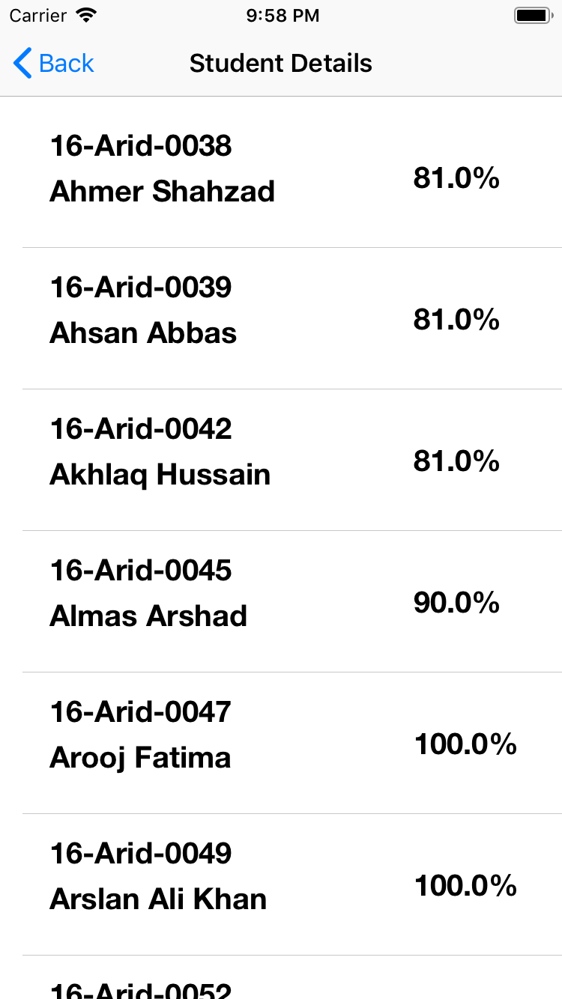 Carrier 9:58 PM
Back Student Details
16-Arid-0038
Ahmer Shahzad
81.0%
16-Arid-0039
Ahsan Abbas
81.0%
16-Arid-0042
Akhlaq Hussain
81.0%
16-Arid-0045
Almas Arshad
90.0%
16-Arid-0047
Arooj Fatima
100.0%
16-Arid-0049
Arslan Ali Khan
100.0%
16-Arid-0052